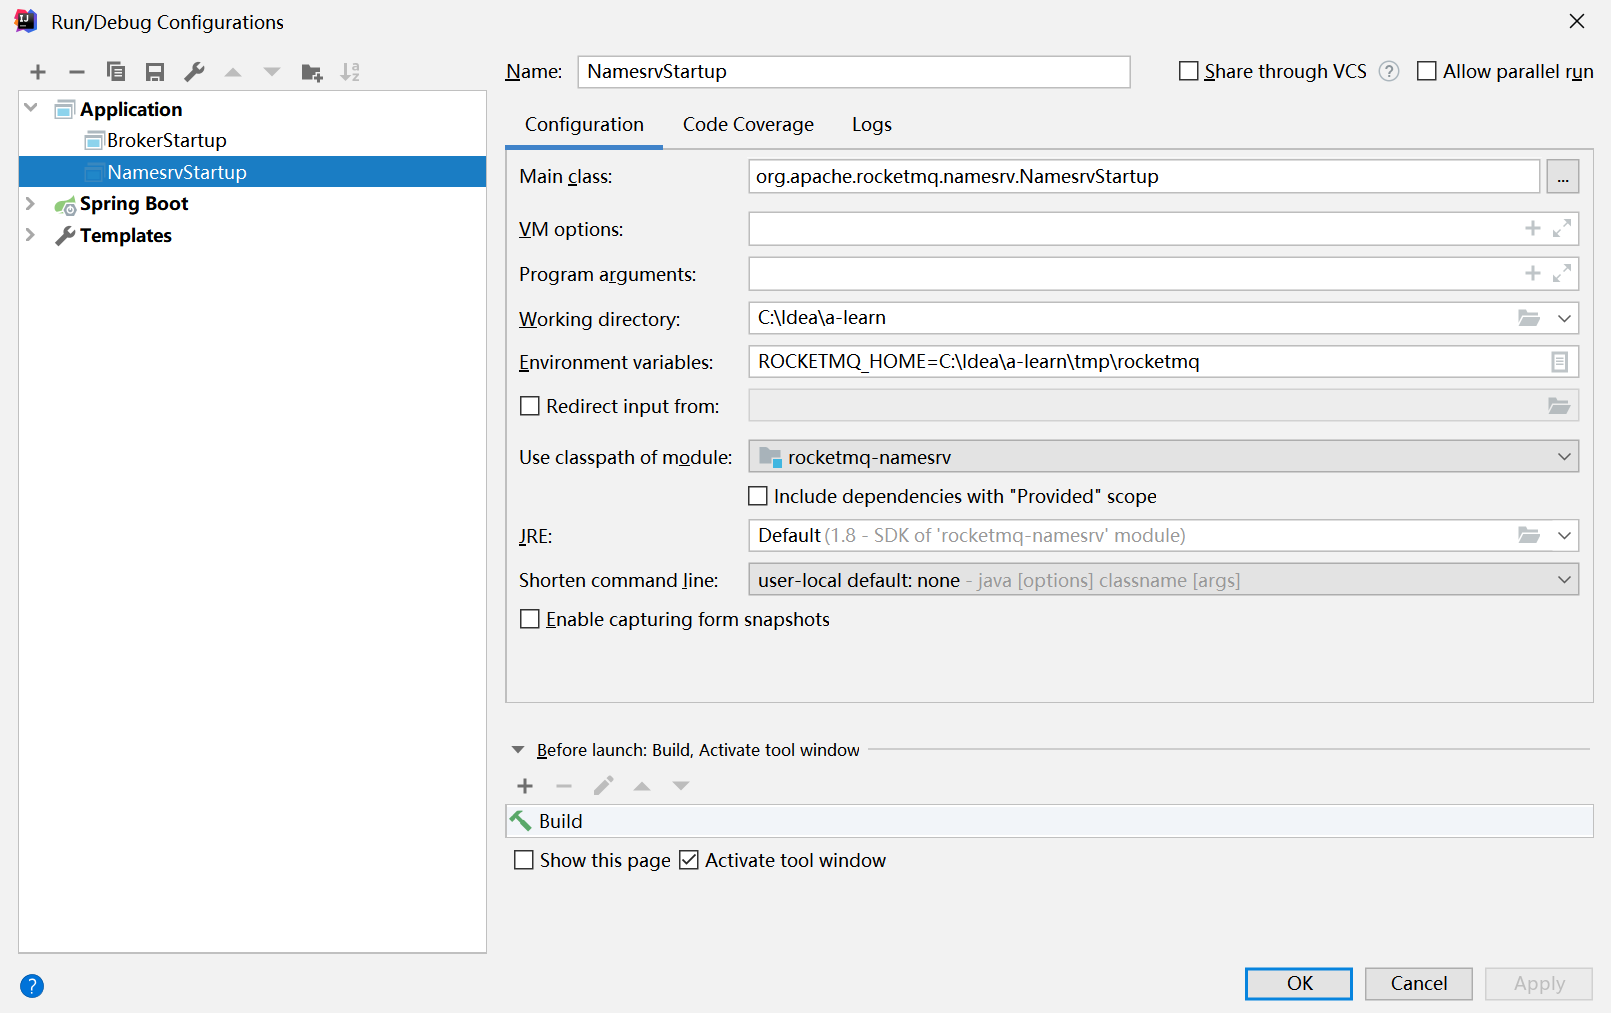 Run/Debug Configurations
Name: NamesrvStartup Share through VCS ? Allow parallel run
Application
BrokerStartup
NamesrvStartup
Spring Boot
Templates
Configuration Code Coverage Logs
Main class: org.apache.rocketmq.namesrv.NamesrvStartup ...
VM options:
Program arguments:
Working directory: C:\Idea\a-learn
Environment variables: ROCKETMQ_HOME=C:\Idea\a-learn\tmp\rocketmq
Redirect input from:
Use classpath of module: rocketmq-namesrv
Include dependencies with "Provided" scope
JRE: Default (1.8 - SDK of 'rocketmq-namesrv' module)
Shorten command line: user-local default: none - java [options] classname [args]
Enable capturing form snapshots
Before launch: Build, Activate tool window
Build
Show this page Activate tool window
? OK Cancel Apply